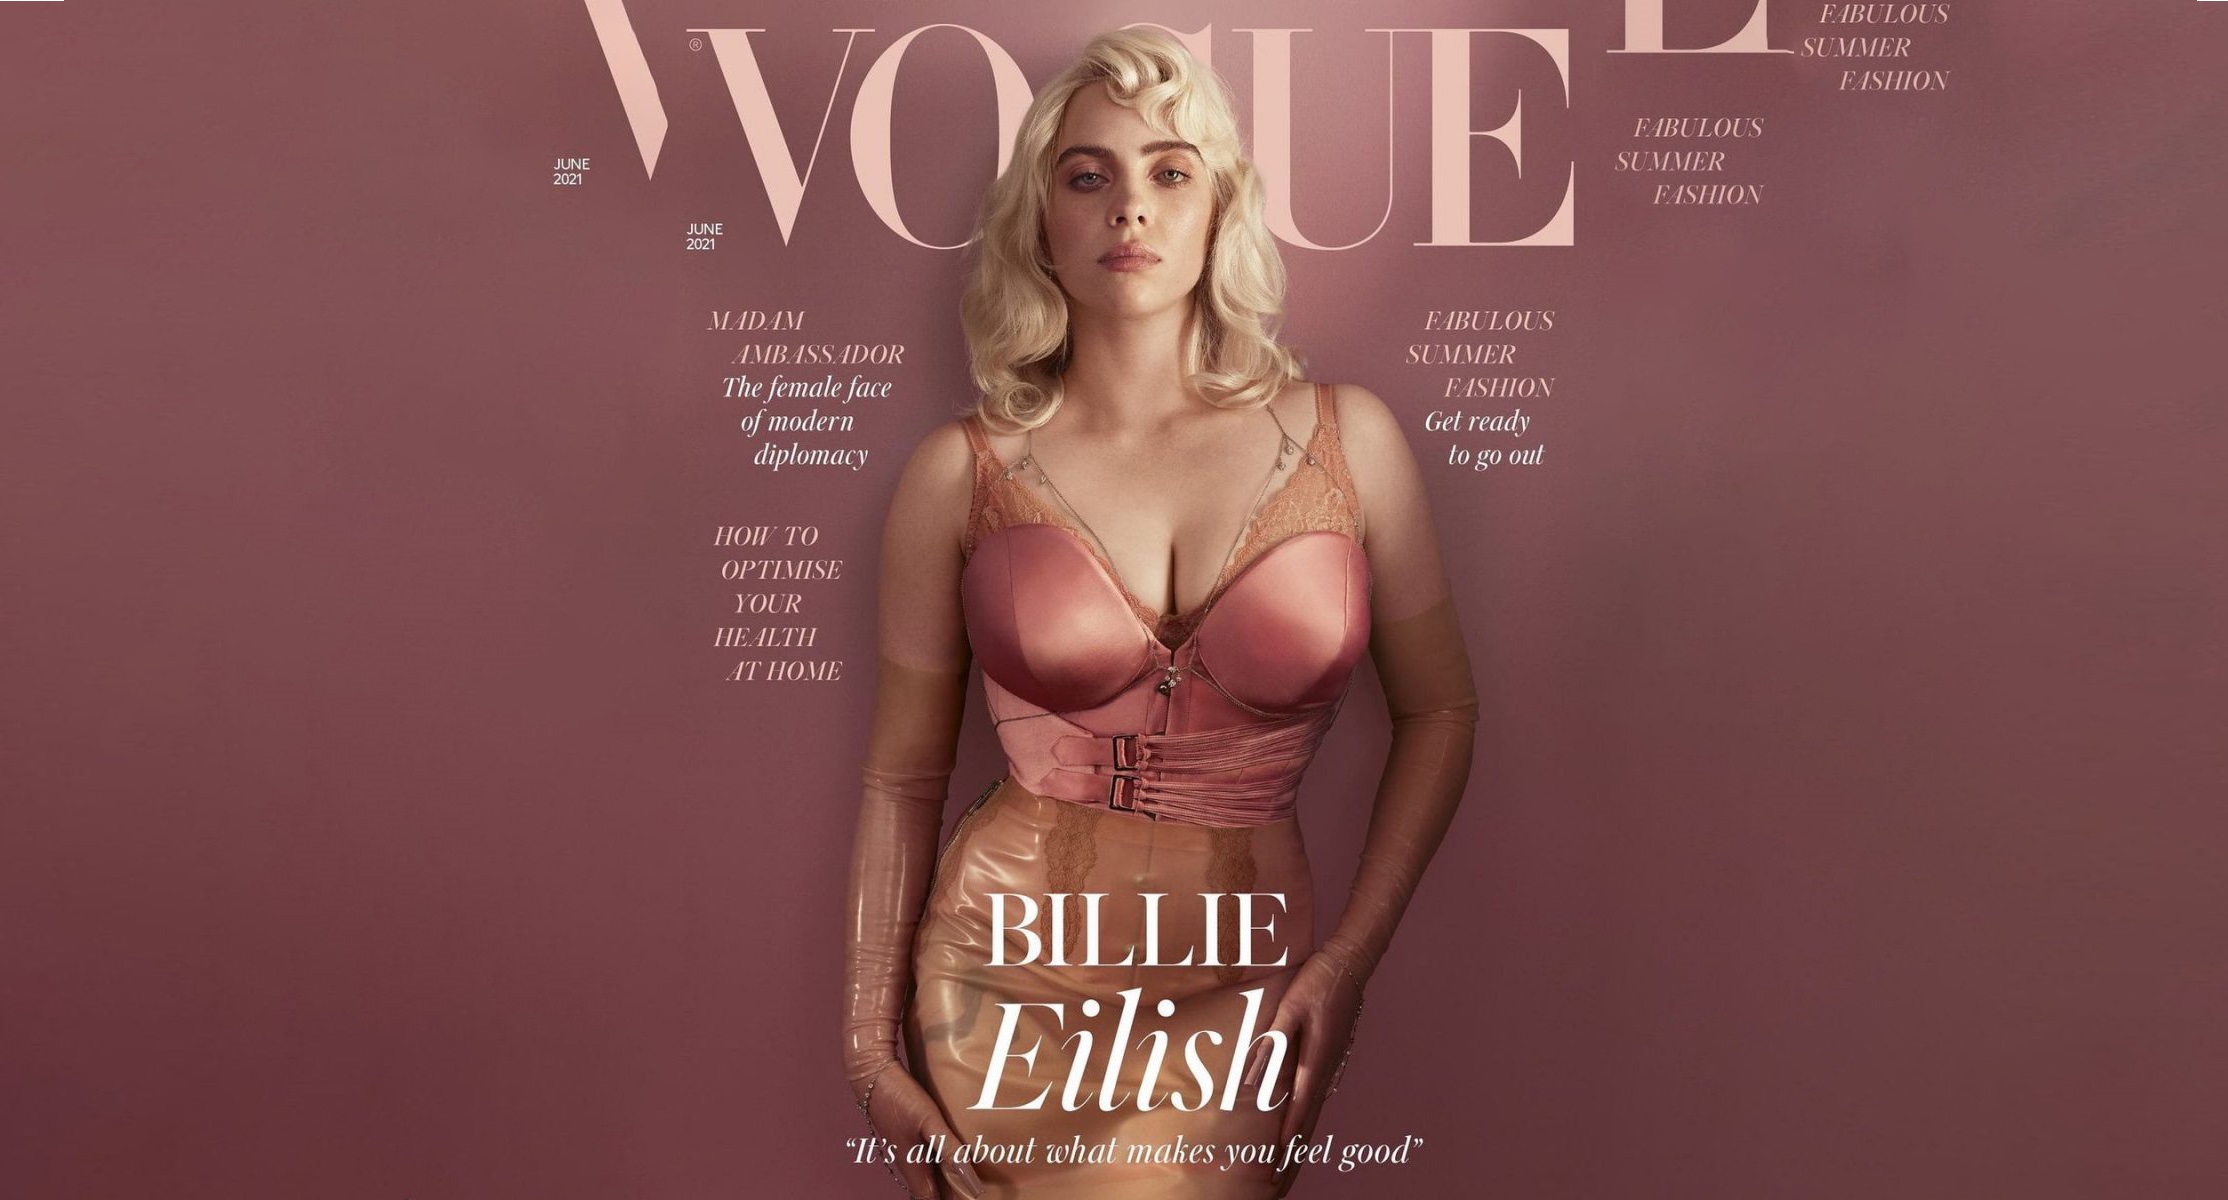 FABULOUS
SUMMER
FASHION
VOGUE
®
JUNE
2021
JUNE
2021
FABULOUS
SUMMER
FASHION
MADAM
AMBASSADOR
The female face
of modern
diplomacy
HOW TO
OPTIMISE
YOUR
HEALTH
AT HOME
FABULOUS
SUMMER
FASHION
Get ready
to go out
BILLIE
Eilish
“It’s all about what makes you feel good”